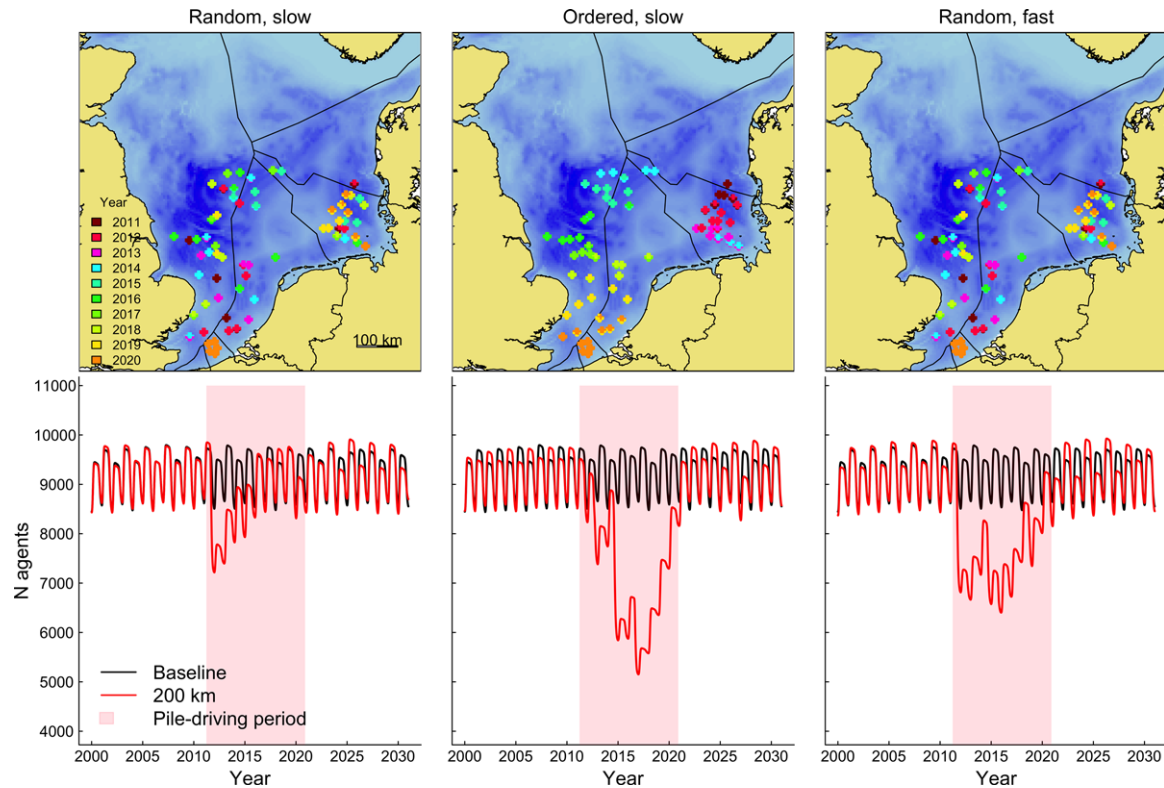 Random, slow
Ordered, slow
Random, fast
Year
2011
2012
2013
2014
2015
2016
2017
2018
2019
2020
100 km
11000
10000
9000
8000
7000
6000
5000
4000
N agents
Baseline
200 km
Pile-driving period
2000 2005 2010 2015 2020 2025 2030
2000 2005 2010 2015 2020 2025 2030
2000 2005 2010 2015 2020 2025 2030
Year
Year
Year